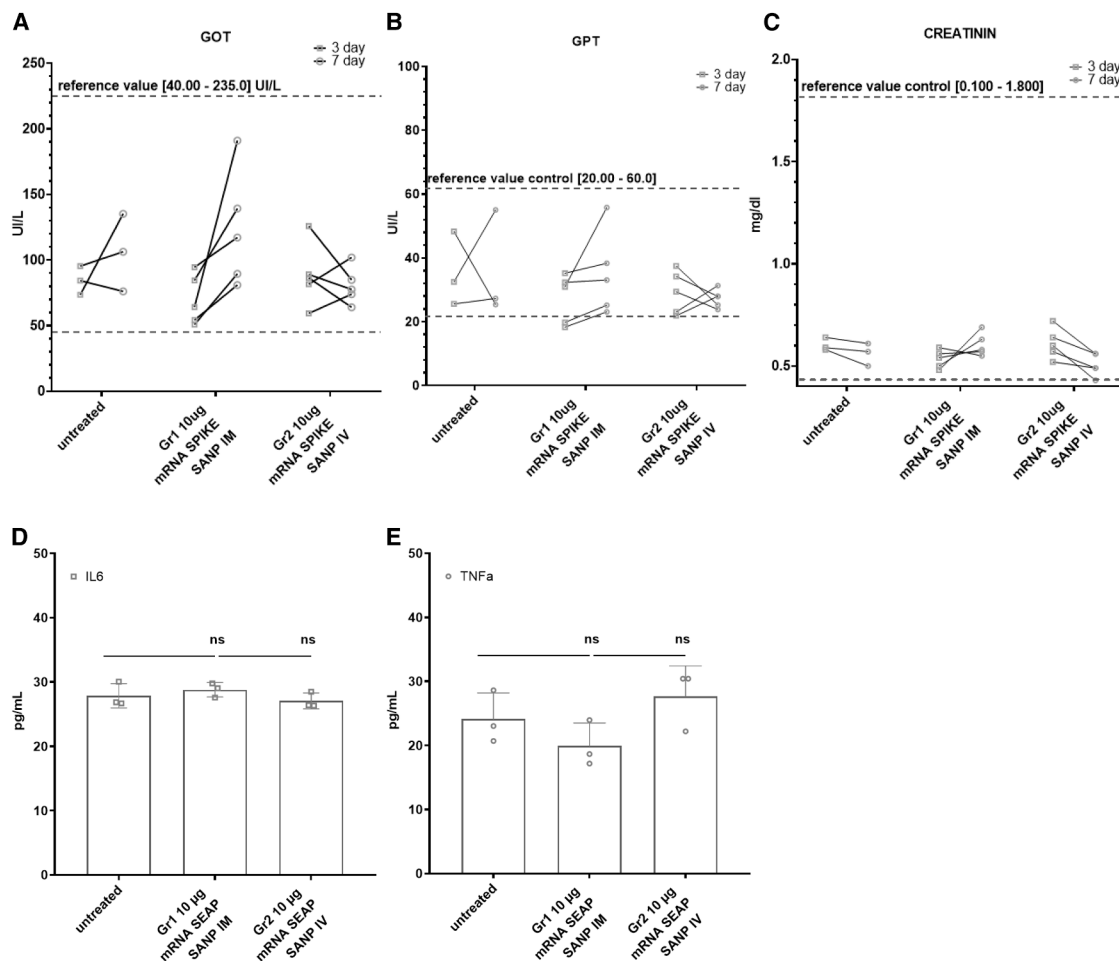 A
GOT
3 day
7 day
250
200
150
100
50
0
UI/L
reference value [40.00 - 235.0] UI/L
untreated
Gr1 10ug
mRNA SPIKE
SANP IM
Gr2 10ug
mRNA SPIKE
SANP IV
B
GPT
3 day
7 day
100
80
60
40
20
0
UI/L
reference value control [20.00 - 60.0]
untreated
Gr1 10ug
mRNA SPIKE
SANP IM
Gr2 10ug
mRNA SPIKE
SANP IV
C
CREATININ
3 day
7 day
2.0
1.5
1.0
0.5
mg/dl
reference value control [0.100 - 1.800]
untreated
Gr1 10ug
mRNA SPIKE
SANP IM
Gr2 10ug
mRNA SPIKE
SANP IV
D
IL6
50
40
30
20
10
0
pg/mL
ns
ns
untreated
Gr1 10 µg
mRNA SEAP
SANP IM
Gr2 10 µg
mRNA SEAP
SANP IV
E
TNFa
50
40
30
20
10
0
pg/mL
ns
ns
untreated
Gr1 10 µg
mRNA SEAP
SANP IM
Gr2 10 µg
mRNA SEAP
SANP IV